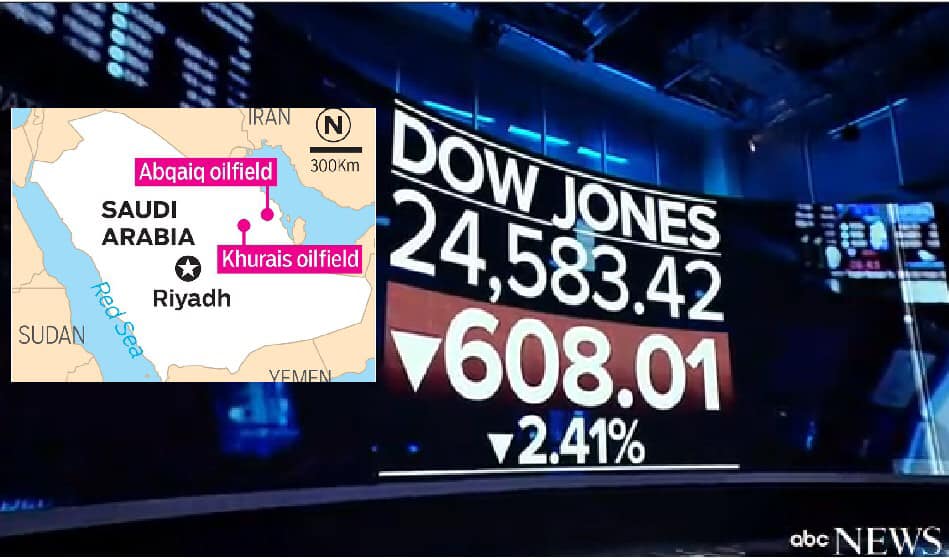 IRAN
N
300Km
Abqaiq oilfield
SAUDI
ARABIA
Khurais oilfield
Riyadh
Red Sea
SUDAN
YEMEN
DOW JONES
24,583.42
▼608.01
▼2.41%
abc NEWS